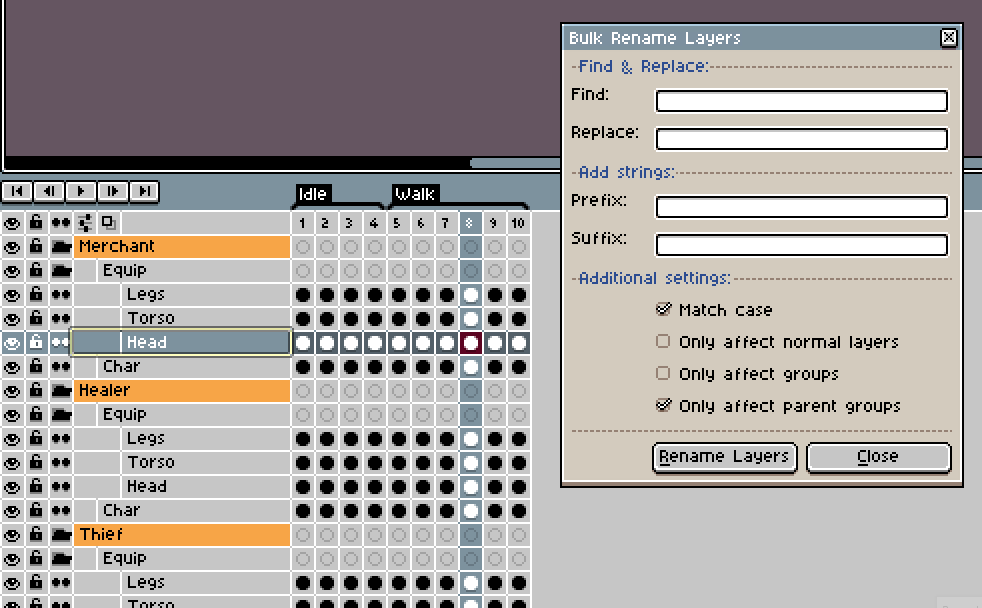 Bulk Rename Layers
Find & Replace:
Find:
Replace:
Add strings:
Prefix:
Suffix:
Additional settings:
Match case
Only affect normal layers
Only affect groups
Only affect parent groups
Rename Layers Close
Idle Walk
1 2 3 4 5 6 7 8 9 10
Merchant
Equip
Legs
Torso
Head
Char
Healer
Equip
Legs
Torso
Head
Char
Thief
Equip
Legs
Torso